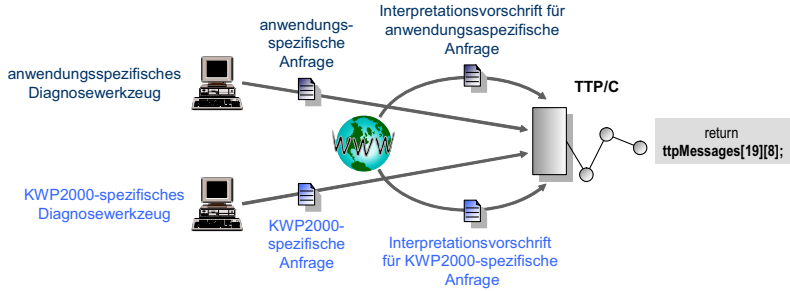 anwendungsspezifisches
Diagnosewerkzeug
anwendungs-
spezifische
Anfrage
Interpretationsvorschrift für
anwendungsaspezifische
Anfrage
TTP/C
WWW
return
ttpMessages[19][8];
KWP2000-spezifisches
Diagnosewerkzeug
KWP2000-
spezifische
Anfrage
Interpretationsvorschrift
für KWP2000-spezifische
Anfrage